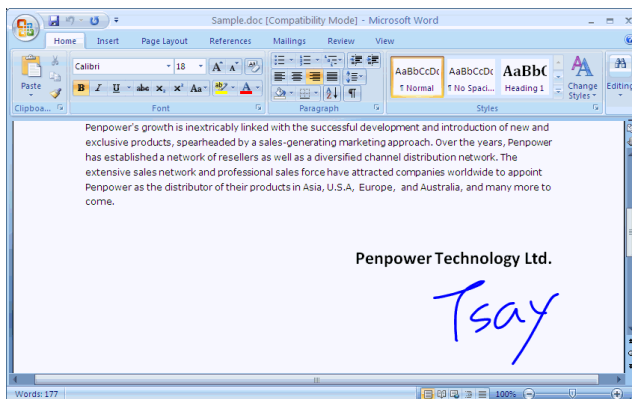 Sample.doc [Compatibility Mode] - Microsoft Word
Home Insert Page Layout References Mailings Review View
Paste
Calibri 18 A A
B I U abc x, x' Aa ab A
AaBbCcDc AaBbCcDc AaBbC
¶ Normal ¶ No Spaci... Heading 1
Change Styles
Editing
Clipboa... Font Paragraph Styles
Penpower's growth is inextricably linked with the successful development and introduction of new and
exclusive products, spearheaded by a sales-generating marketing approach. Over the years, Penpower
has established a network of resellers as well as a diversified channel distribution network. The
extensive sales network and professional sales force have attracted companies worldwide to appoint
Penpower as the distributor of their products in Asia, U.S.A, Europe, and Australia, and many more to
come.
Penpower Technology Ltd.
Tsay
Words: 177 100%